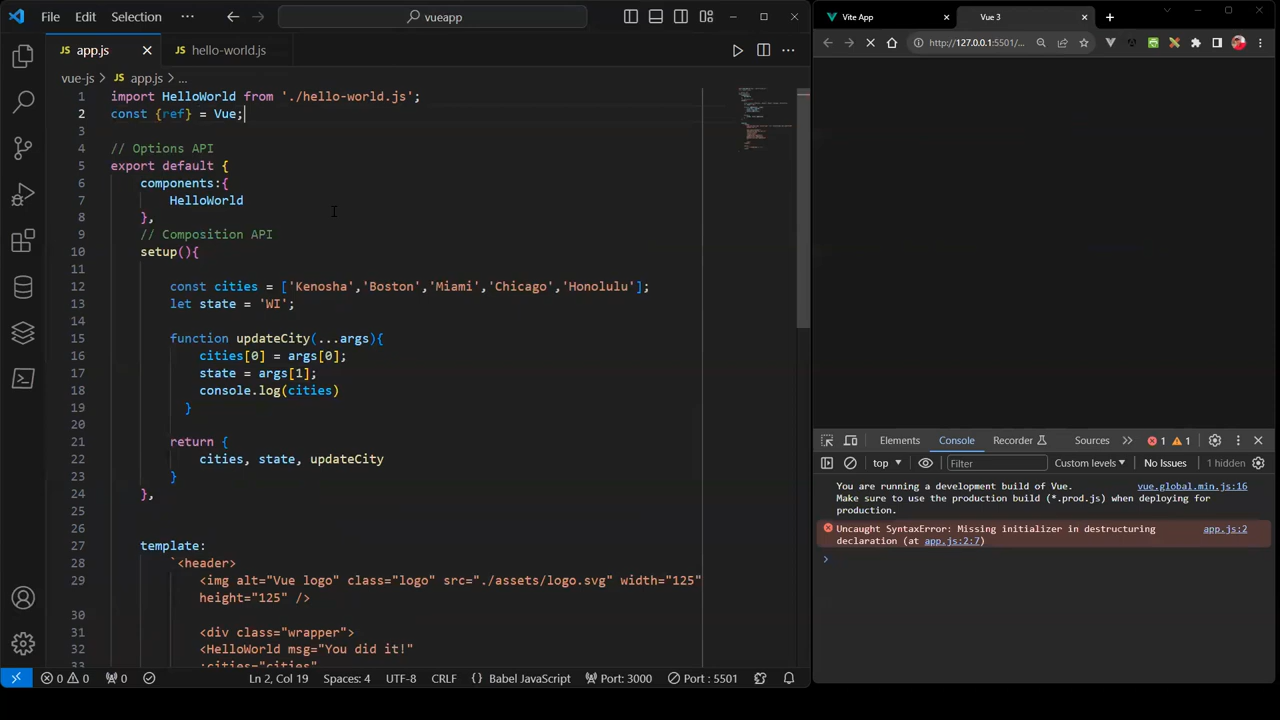 File Edit Selection ··· vueapp
app.js hello-world.js
vue-js app.js ...
1 import HelloWorld from './hello-world.js';
2 const {ref} = Vue;
3
4 // Options API
5 export default {
6 components:{
7 HelloWorld
8 },
9 // Composition API
10 setup(){
11
12 const cities = ['Kenosha','Boston','Miami','Chicago','Honolulu'];
13 let state = 'WI';
14
15 function updateCity(...args){
16 cities[0] = args[0];
17 state = args[1];
18 console.log(cities)
19 }
20
21 return {
22 cities, state, updateCity
23 }
24 },
25
26
27 template:
28 `<header>
29 <img alt="Vue logo" class="logo" src="./assets/logo.svg" width="125"
height="125" />
30
31 <div class="wrapper">
32 <HelloWorld msg="You did it!"
33 :cities="cities"
0 0 0 Ln 2, Col 19 Spaces: 4 UTF-8 CRLF {} Babel JavaScript Port: 3000 Port : 5501
Vite App Vue 3
http://127.0.0.1:5501/...
Elements Console Recorder Sources 1 1
top Filter Custom levels No Issues 1 hidden
You are running a development build of Vue. vue.global.min.js:16
Make sure to use the production build (*.prod.js) when deploying for
production.
Uncaught SyntaxError: Missing initializer in destructuring app.js:2
declaration (at app.js:2:7)